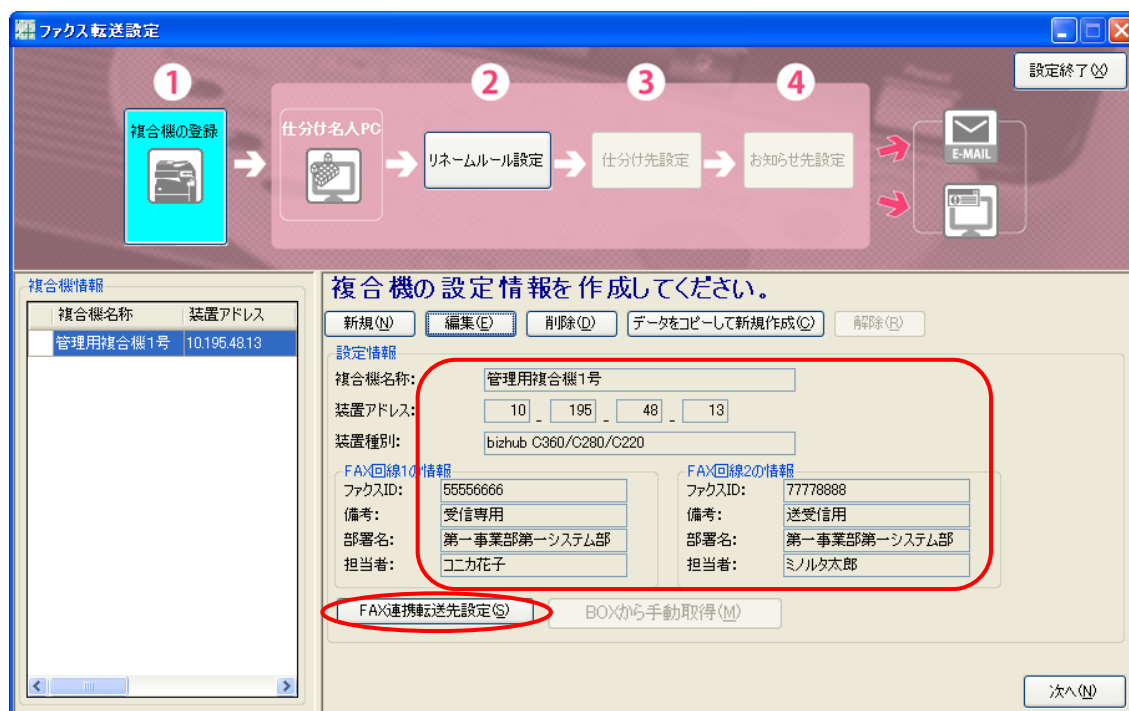 ファクス転送設定
設定終了(X)
1
2
3
4
複合機の登録
仕分け名人PC
リネームルール設定
仕分け先設定
お知らせ先設定
E-MAIL
複合機情報
複合機名称 装置アドレス
管理用複合機1号 10.195.48.13
複合機の設定情報を作成してください。
新規(N) 編集(E) 削除(D) データをコピーして新規作成(C) 解除(R)
設定情報
複合機名称: 管理用複合機1号
装置アドレス: 10 . 195 . 48 . 13
装置種別: bizhub C360/C280/C220
FAX回線1の情報
ファクスID: 55556666
備考: 受信専用
部署名: 第一事業部第一システム部
担当者: コニカ花子
FAX回線2の情報
ファクスID: 77778888
備考: 送受信用
部署名: 第一事業部第一システム部
担当者: ミノルタ太郎
FAX連携転送先設定(S) BOXから手動取得(M)
次へ(N)